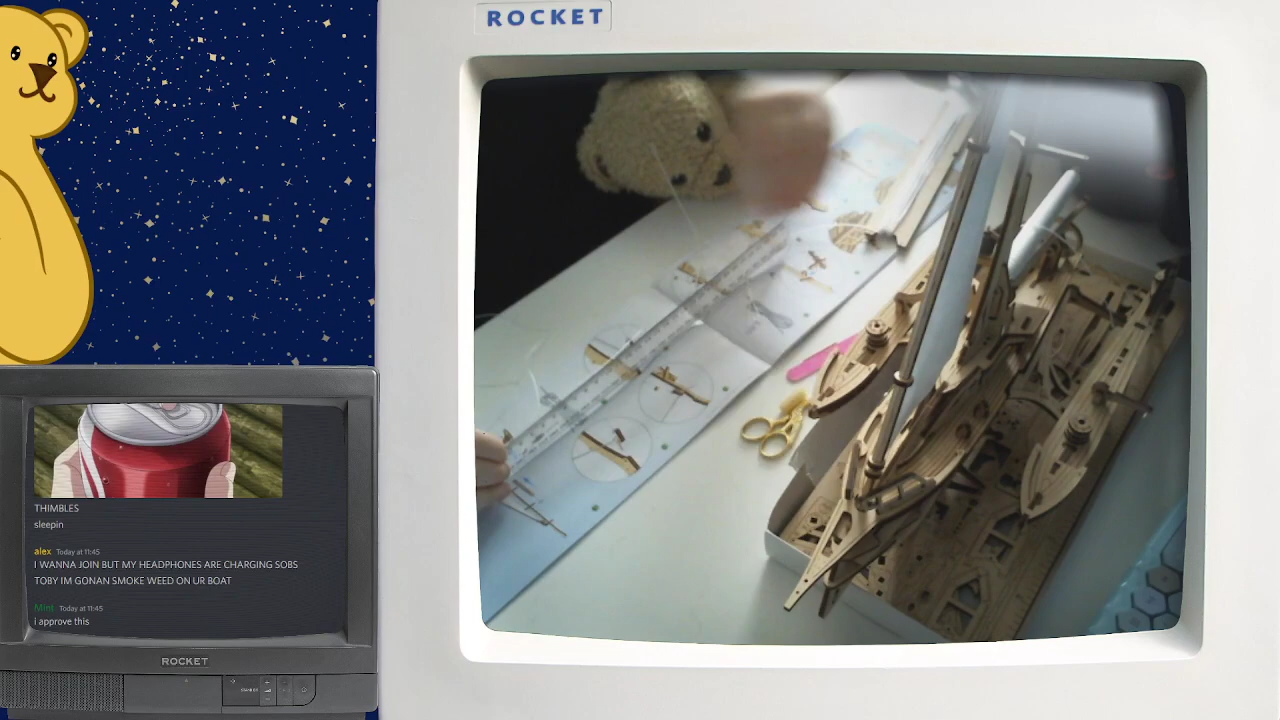 ROCKET
THIMBLES
sleepin
alex Today at 11:45
I WANNA JOIN BUT MY HEADPHONES ARE CHARGING SOBS
TOBY IM GONAN SMOKE WEED ON UR BOAT
Mint Today at 11:45
i approve this
ROCKET